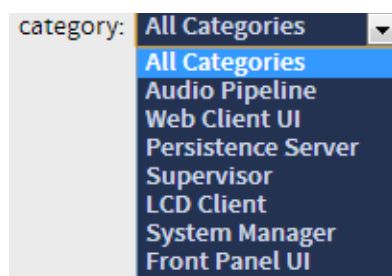 category: All Categories
All Categories
Audio Pipeline
Web Client UI
Persistence Server
Supervisor
LCD Client
System Manager
Front Panel UI